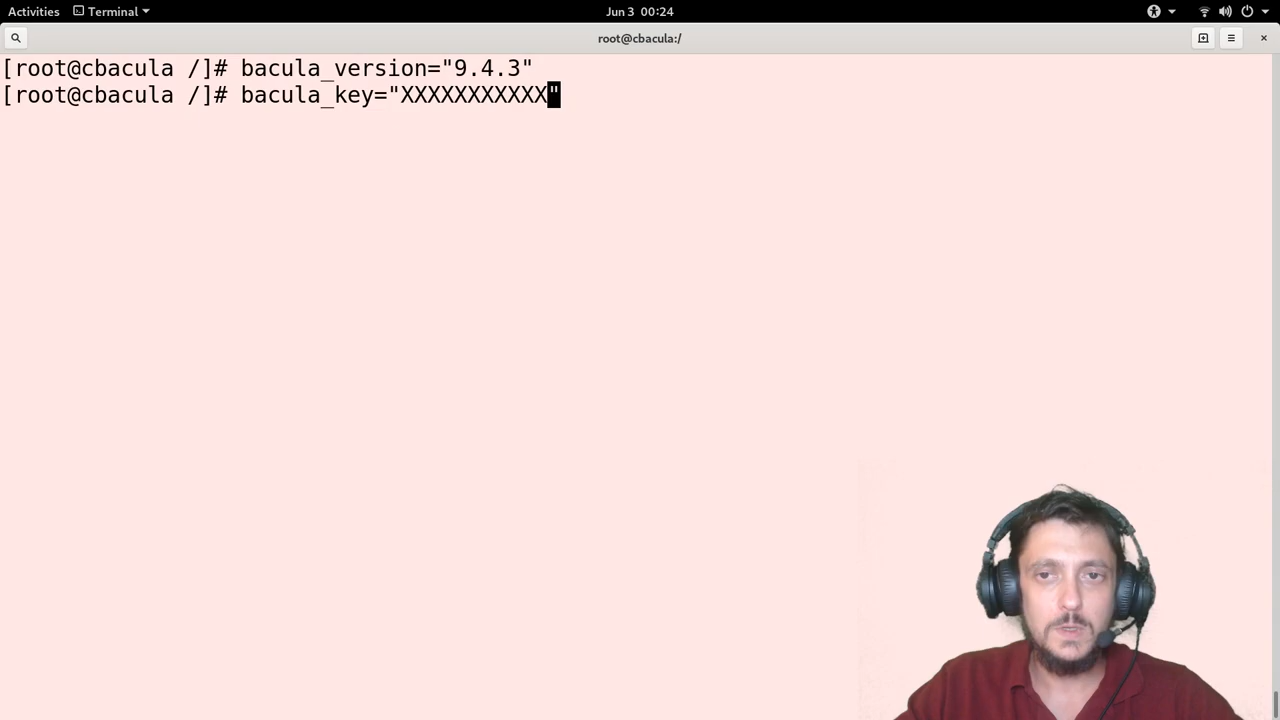 Activities Terminal Jun 3 00:24
root@cbacula:/
[root@cbacula /]# bacula_version="9.4.3"
[root@cbacula /]# bacula_key="XXXXXXXXXXX"